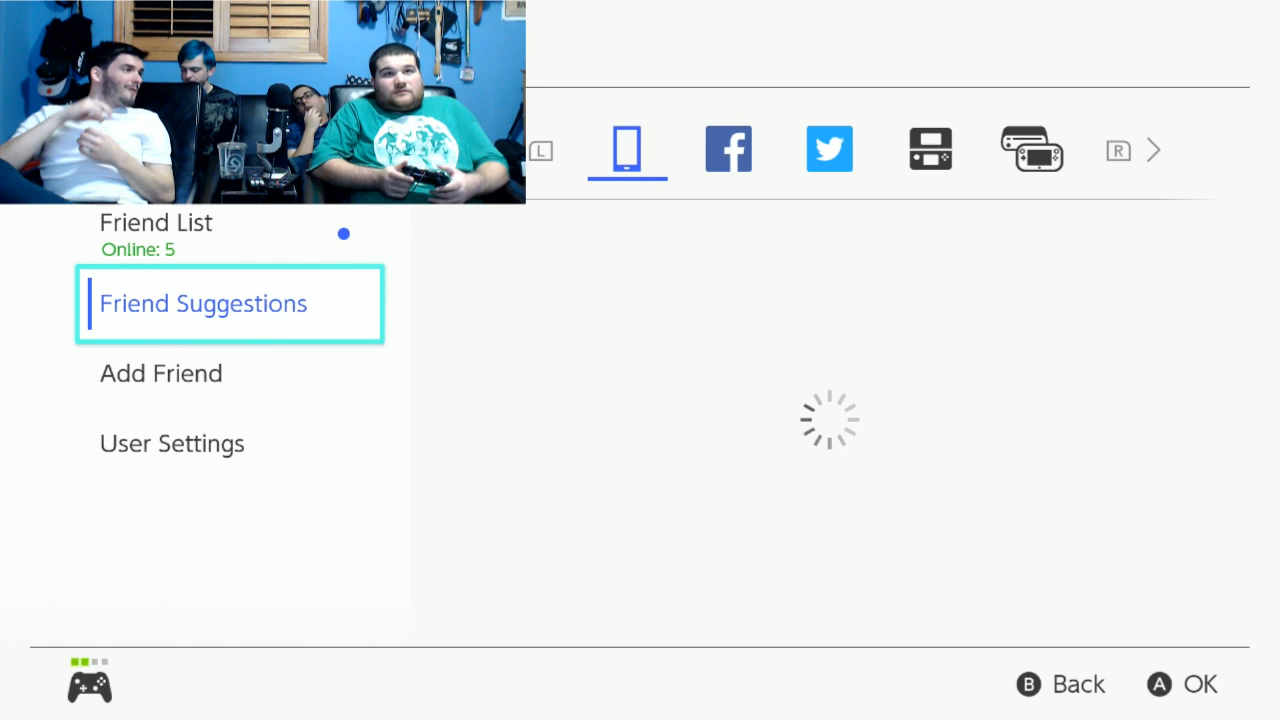 L
R
Friend List
Online: 5
Friend Suggestions
Add Friend
User Settings
B Back
A OK